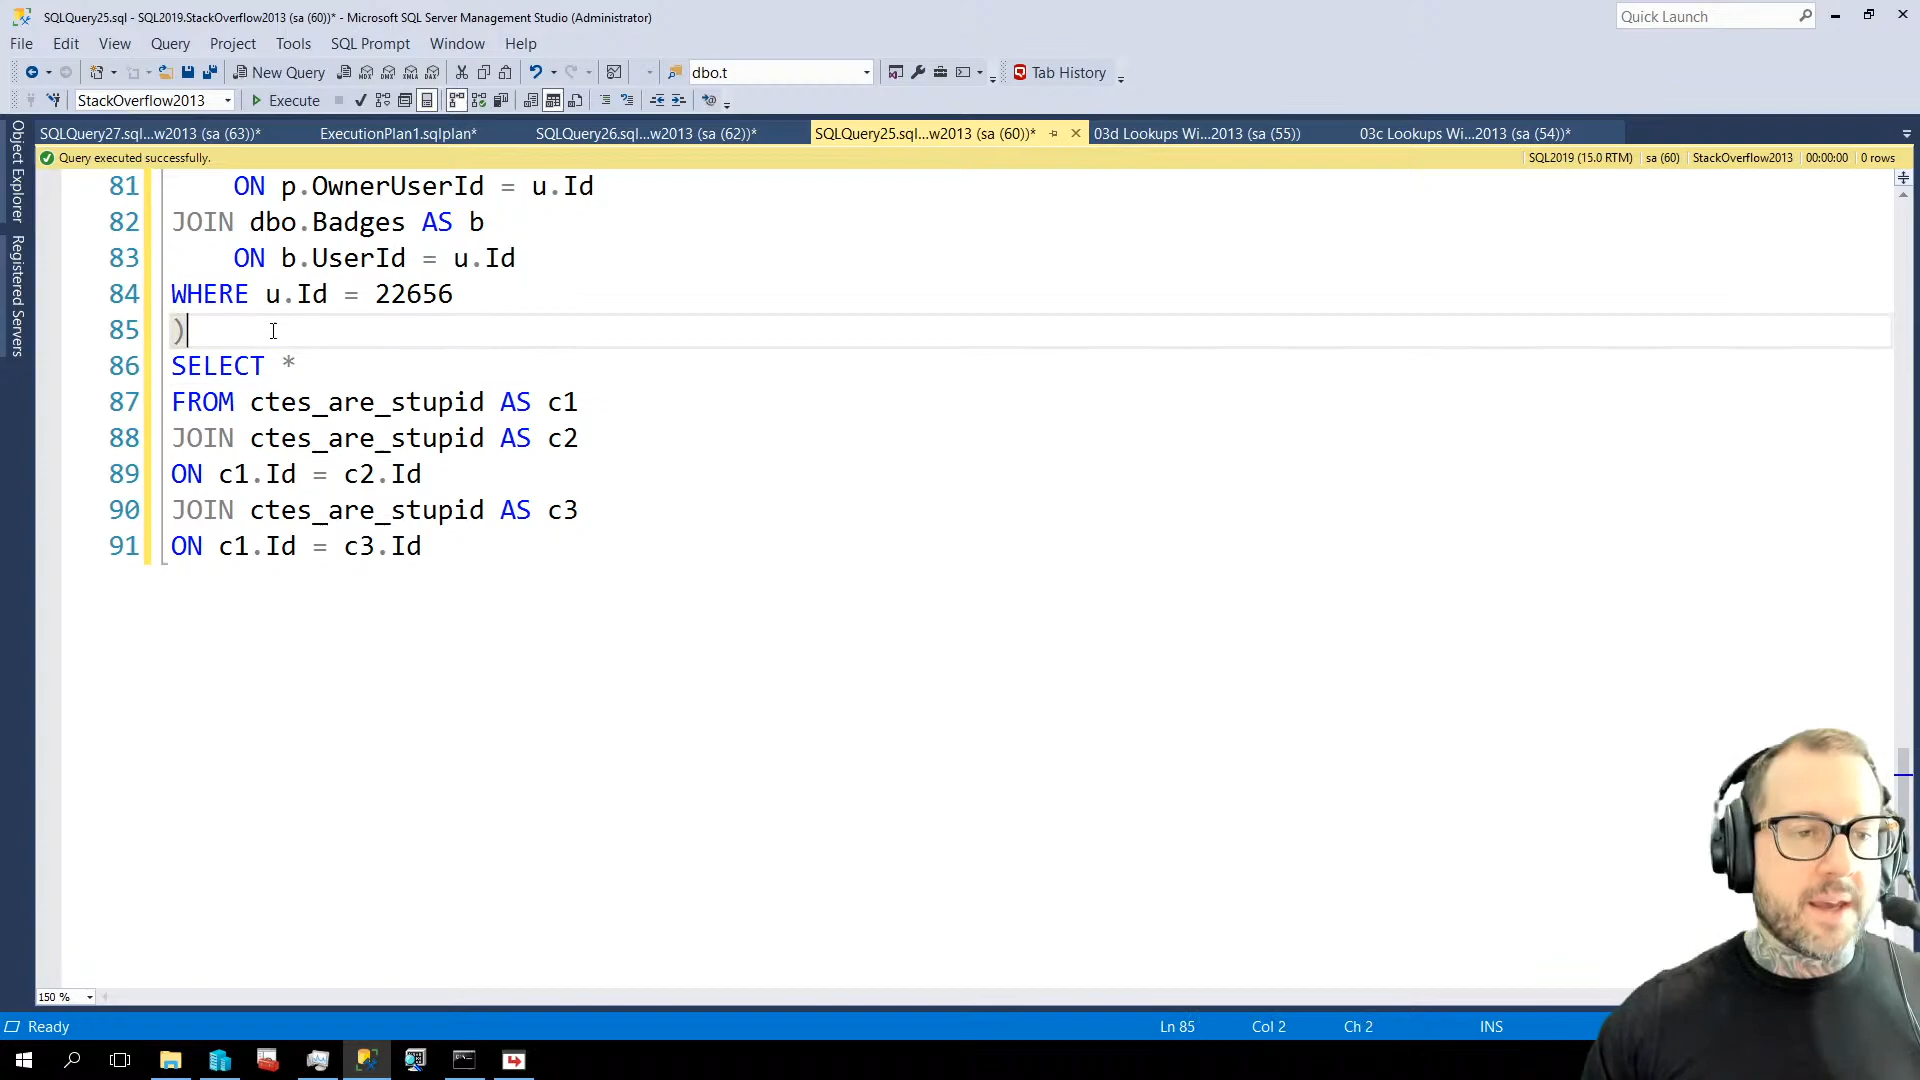 SQLQuery25.sql - SQL2019.StackOverflow2013 (sa (60))* - Microsoft SQL Server Management Studio (Administrator)
Quick Launch
File Edit View Query Project Tools SQL Prompt Window Help
New Query
MDX DMX XMLA DAX
dbo.t
Tab History
StackOverflow2013
Execute
SQLQuery27.sql...w2013 (sa (63))*
ExecutionPlan1.sqlplan*
SQLQuery26.sql...w2013 (sa (62))*
SQLQuery25.sql...w2013 (sa (60))*
03d Lookups Wi...2013 (sa (55))
03c Lookups Wi...2013 (sa (54))*
Query executed successfully.
SQL2019 (15.0 RTM)
sa (60)
StackOverflow2013
00:00:00
0 rows
Object Explorer
Registered Servers
81 ON p.OwnerUserId = u.Id
82 JOIN dbo.Badges AS b
83 ON b.UserId = u.Id
84 WHERE u.Id = 22656
85 )
86 SELECT *
87 FROM ctes_are_stupid AS c1
88 JOIN ctes_are_stupid AS c2
89 ON c1.Id = c2.Id
90 JOIN ctes_are_stupid AS c3
91 ON c1.Id = c3.Id
150 %
Ready
Ln 85
Col 2
Ch 2
INS